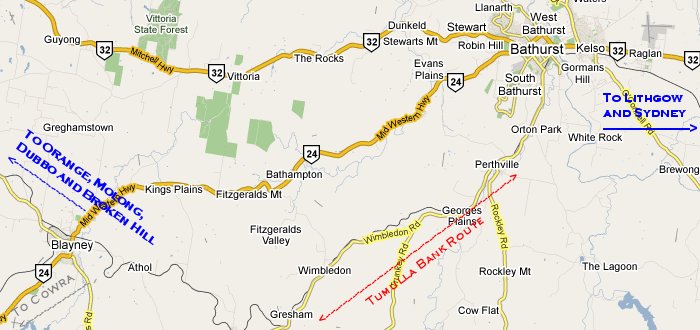 Llanarth
West
Bathurst
Waters
Vittoria
State Forest
Dunkeld
Stewart
Guyong
32
32
Stewarts Mt
Robin Hill
Bathurst
Kelso
Raglan
32
Mitchell Hwy
32
Vittoria
The Rocks
Evans
Plains
24
Gormans
Hill
South
Bathurst
To Lithgow
and Sydney
O'Connell Rd
Mid Western Hwy
Greghamstown
Orton Park
White Rock
To Orange, Molong,
Dubbo and Broken Hill
24
Bathampton
Perthville
Brewong
Kings Plains
Fitzgeralds Mt
Mid Western Hwy
Georges
Plains
Fitzgeralds
Valley
Wimbledon Rd
Rockley Rd
Blayney
Tumulla Bank Route
24
Athol
Wimbledon
Rockley Mt
The Lagoon
To Cowra
Gresham
Cow Flat